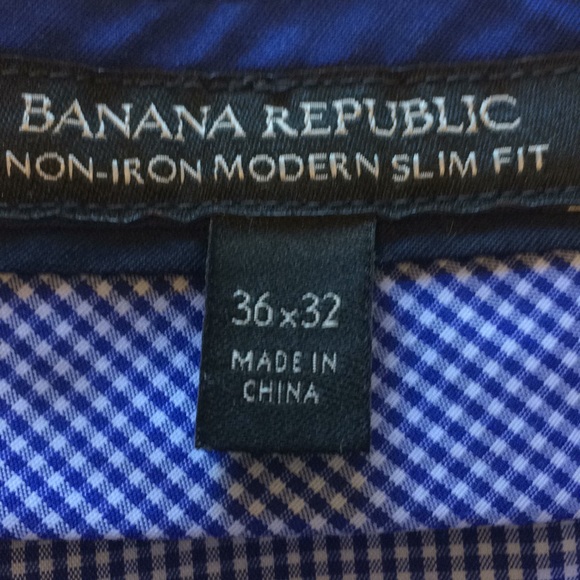 BANANA REPUBLIC
NON-IRON MODERN SLIM FIT
36x32
MADE IN
CHINA